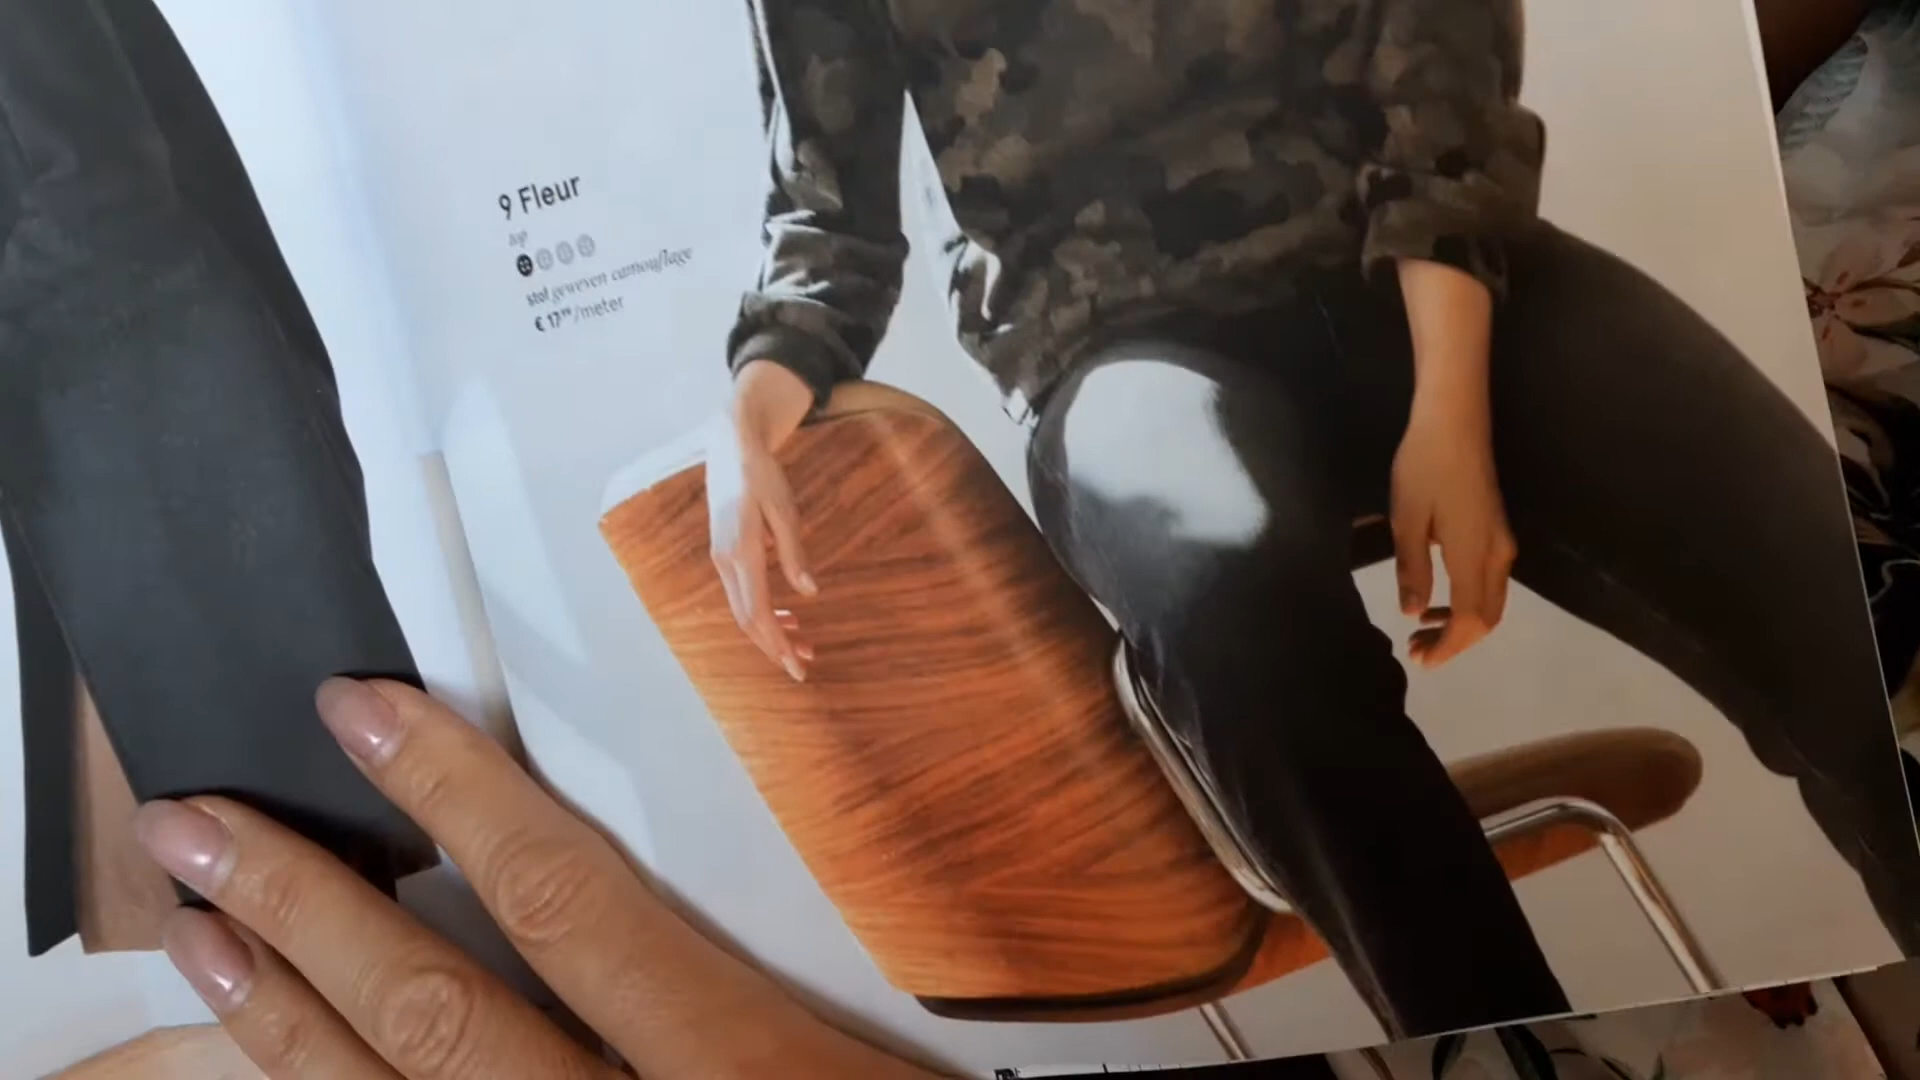 9 Fleur
top
stof geweven camouflage
€ 17⁹⁹/meter